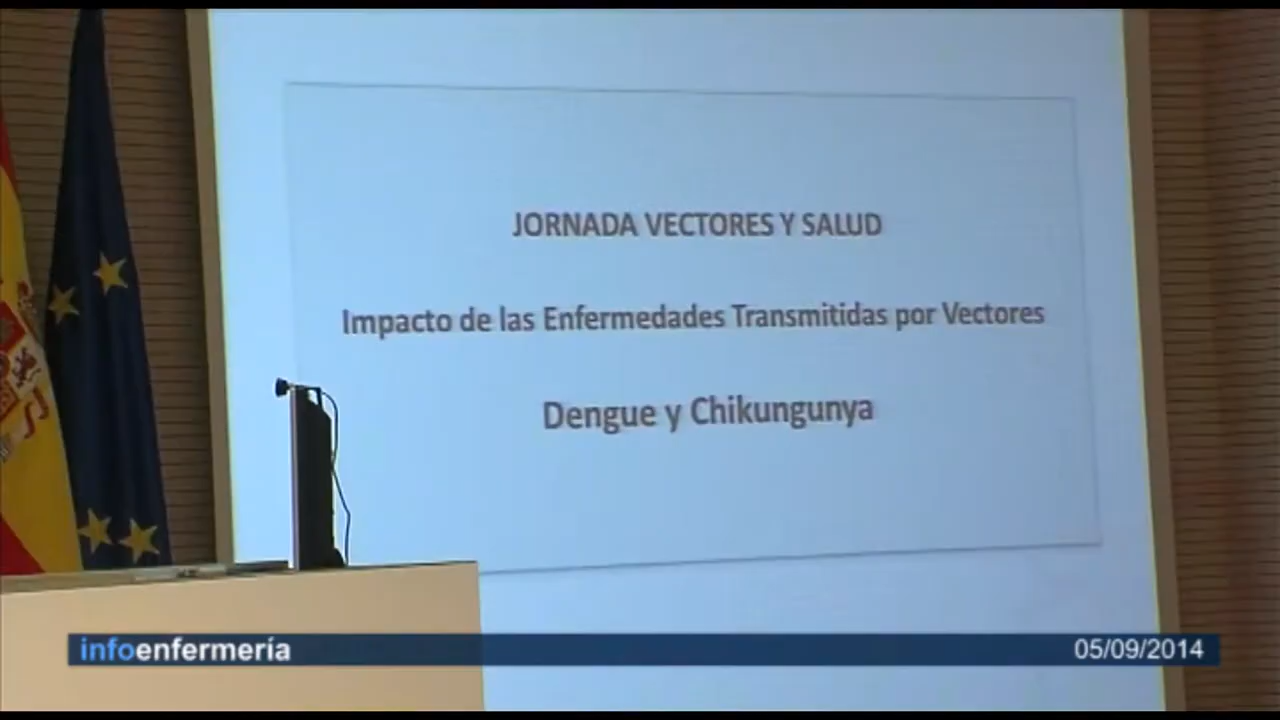 JORNADA VECTORES Y SALUD
Impacto de las Enfermedades Transmitidas por Vectores
Dengue y Chikungunya
infoenfermería
05/09/2014